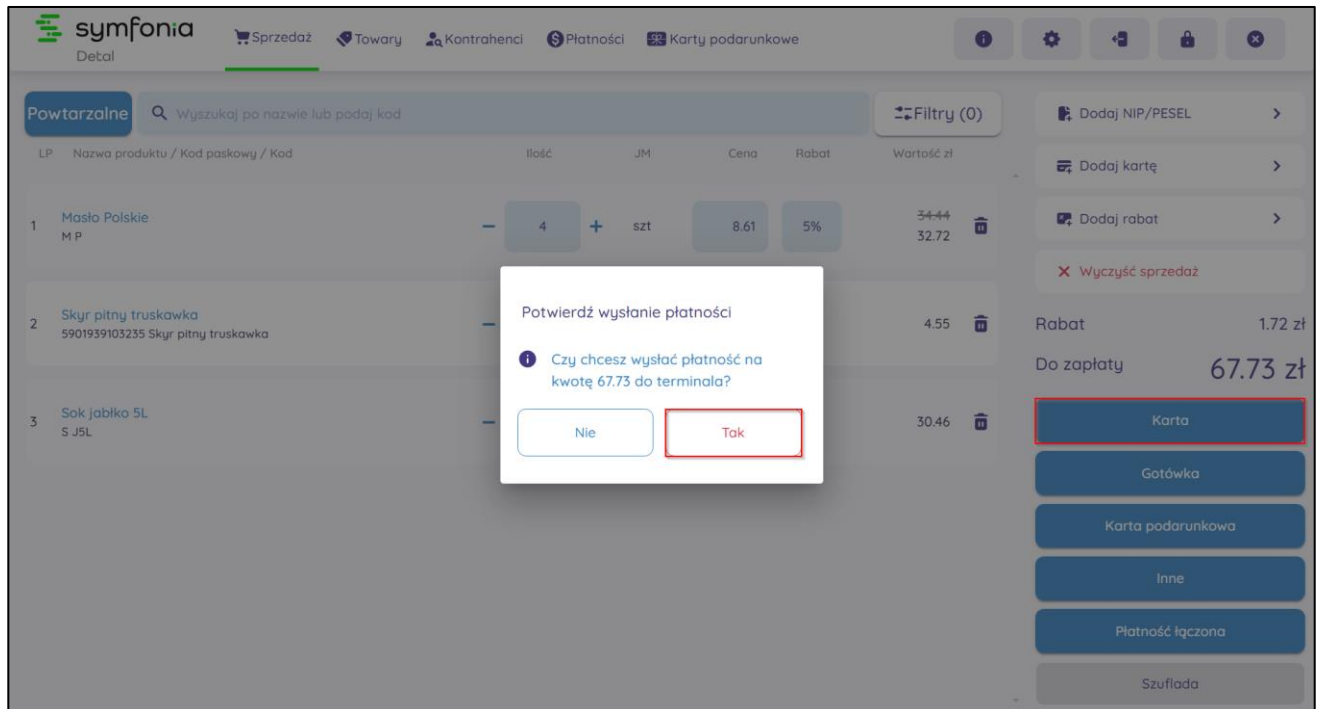 symfonia
Detal
Sprzedaż Towary Kontrahenci Płatności Karty podarunkowe
Powtarzalne Wyszukaj po nazwie lub podaj kod Filtry (0)
LP Nazwa produktu / Kod paskowy / Kod Ilość JM Cena Rabat Wartość zł
1 Masło Polskie
M P
4 szt 8.61 5% 34.44
32.72
2 Skyr pitny truskawka
5901939103235 Skyr pitny truskawka
4.55
3 Sok jabłko 5L
S J5L
30.46
Potwierdź wysłanie płatności
Czy chcesz wysłać płatność na
kwotę 67.73 do terminala?
Nie Tak
Dodaj NIP/PESEL
Dodaj kartę
Dodaj rabat
Wyczyść sprzedaż
Rabat 1.72 zł
Do zapłaty 67.73 zł
Karta
Gotówka
Karta podarunkowa
Inne
Płatność łączona
Szuflada